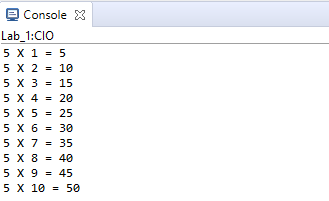 Console
Lab_1:CIO
5 X 1 = 5
5 X 2 = 10
5 X 3 = 15
5 X 4 = 20
5 X 5 = 25
5 X 6 = 30
5 X 7 = 35
5 X 8 = 40
5 X 9 = 45
5 X 10 = 50